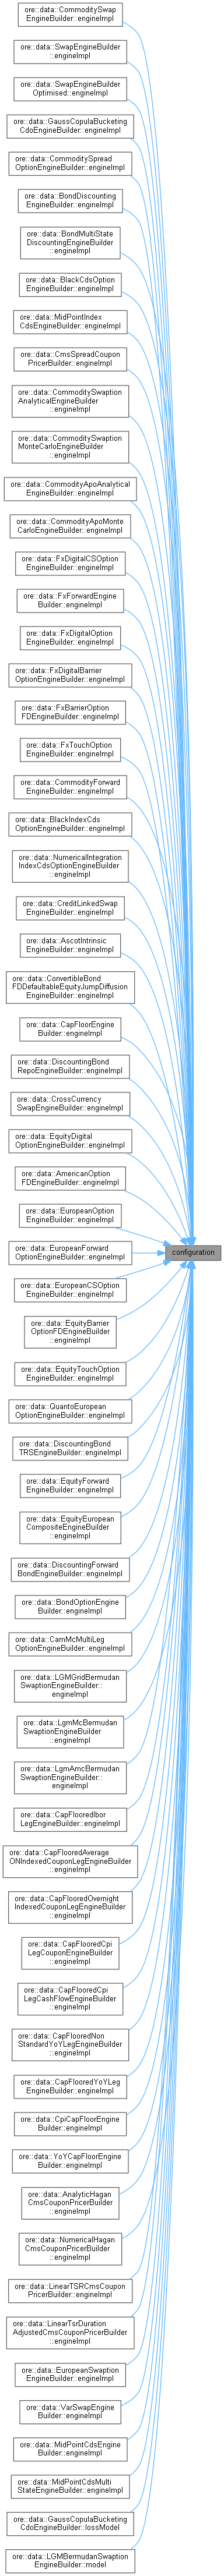 ore::data::CommoditySwap
EngineBuilder::engineImpl
ore::data::SwapEngineBuilder
::engineImpl
ore::data::SwapEngineBuilder
Optimised::engineImpl
ore::data::GaussCopulaBucketing
CdoEngineBuilder::engineImpl
ore::data::CommoditySpread
OptionEngineBuilder::engineImpl
ore::data::BondDiscounting
EngineBuilder::engineImpl
ore::data::BondMultiState
DiscountingEngineBuilder
::engineImpl
ore::data::BlackCdsOption
EngineBuilder::engineImpl
ore::data::MidPointIndex
CdsEngineBuilder::engineImpl
ore::data::CmsSpreadCoupon
PricerBuilder::engineImpl
ore::data::CommoditySwaption
AnalyticalEngineBuilder
::engineImpl
ore::data::CommoditySwaption
MonteCarloEngineBuilder
::engineImpl
ore::data::CommodityApoAnalytical
EngineBuilder::engineImpl
ore::data::CommodityApoMonte
CarloEngineBuilder::engineImpl
ore::data::FxDigitalCSOption
EngineBuilder::engineImpl
ore::data::FxForwardEngine
Builder::engineImpl
ore::data::FxDigitalOption
EngineBuilder::engineImpl
ore::data::FxDigitalBarrier
OptionEngineBuilder::engineImpl
ore::data::FxBarrierOption
FDEngineBuilder::engineImpl
ore::data::FxTouchOption
EngineBuilder::engineImpl
ore::data::CommodityForward
EngineBuilder::engineImpl
ore::data::BlackIndexCds
OptionEngineBuilder::engineImpl
ore::data::NumericalIntegration
IndexCdsOptionEngineBuilder
::engineImpl
ore::data::CreditLinkedSwap
EngineBuilder::engineImpl
ore::data::AscotIntrinsic
EngineBuilder::engineImpl
ore::data::ConvertibleBond
FDDefaultableEquityJumpDiffusion
EngineBuilder::engineImpl
ore::data::CapFloorEngine
Builder::engineImpl
ore::data::DiscountingBond
RepoEngineBuilder::engineImpl
ore::data::CrossCurrency
SwapEngineBuilder::engineImpl
ore::data::EquityDigital
OptionEngineBuilder::engineImpl
ore::data::AmericanOption
FDEngineBuilder::engineImpl
ore::data::EuropeanOption
EngineBuilder::engineImpl
configuration
ore::data::EuropeanForward
OptionEngineBuilder::engineImpl
ore::data::EuropeanCSOption
EngineBuilder::engineImpl
ore::data::EquityBarrier
OptionFDEngineBuilder
::engineImpl
ore::data::EquityTouchOption
EngineBuilder::engineImpl
ore::data::QuantoEuropean
OptionEngineBuilder::engineImpl
ore::data::DiscountingBond
TRSEngineBuilder::engineImpl
ore::data::EquityForward
EngineBuilder::engineImpl
ore::data::EquityEuropean
CompositeEngineBuilder
::engineImpl
ore::data::DiscountingForward
BondEngineBuilder::engineImpl
ore::data::BondOptionEngine
Builder::engineImpl
ore::data::CamMcMultiLeg
OptionEngineBuilder::engineImpl
ore::data::LGMGridBermudan
SwaptionEngineBuilder::
engineImpl
ore::data::LgmMcBermudan
SwaptionEngineBuilder
::engineImpl
ore::data::LgmAmcBermudan
SwaptionEngineBuilder::
engineImpl
ore::data::CapFlooredIbor
LegEngineBuilder::engineImpl
ore::data::CapFlooredAverage
ONIndexedCouponLegEngineBuilder
::engineImpl
ore::data::CapFlooredOvernight
IndexedCouponLegEngineBuilder
::engineImpl
ore::data::CapFlooredCpi
LegCouponEngineBuilder
::engineImpl
ore::data::CapFlooredCpi
LegCashFlowEngineBuilder
::engineImpl
ore::data::CapFlooredNon
StandardYoYLegEngineBuilder
::engineImpl
ore::data::CapFlooredYoYLeg
EngineBuilder::engineImpl
ore::data::CpiCapFloorEngine
Builder::engineImpl
ore::data::YoYCapFloorEngine
Builder::engineImpl
ore::data::AnalyticHagan
CmsCouponPricerBuilder
::engineImpl
ore::data::NumericalHagan
CmsCouponPricerBuilder
::engineImpl
ore::data::LinearTSRCmsCoupon
PricerBuilder::engineImpl
ore::data::LinearTsrDuration
AdjustedCmsCouponPricerBuilder
::engineImpl
ore::data::EuropeanSwaption
EngineBuilder::engineImpl
ore::data::VarSwapEngine
Builder::engineImpl
ore::data::MidPointCdsEngine
Builder::engineImpl
ore::data::MidPointCdsMulti
StateEngineBuilder::engineImpl
ore::data::GaussCopulaBucketing
CdoEngineBuilder::lossModel
ore::data::LGMBermudanSwaption
EngineBuilder::model